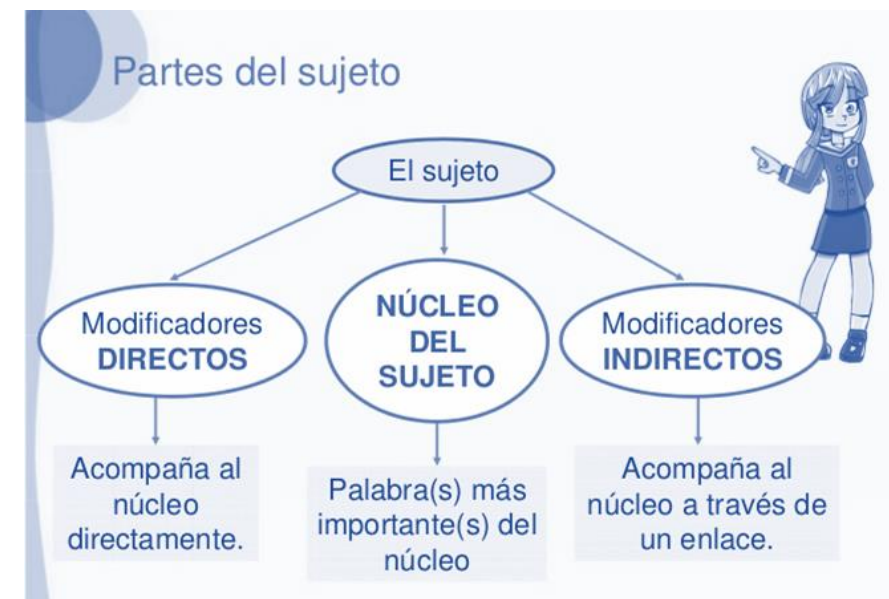 Partes del sujeto
El sujeto
Modificadores
DIRECTOS
NÚCLEO
DEL
SUJETO
Modificadores
INDIRECTOS
Acompaña al
núcleo
directamente.
Palabra(s) más
importante(s) del
núcleo
Acompaña al
núcleo a través de
un enlace.